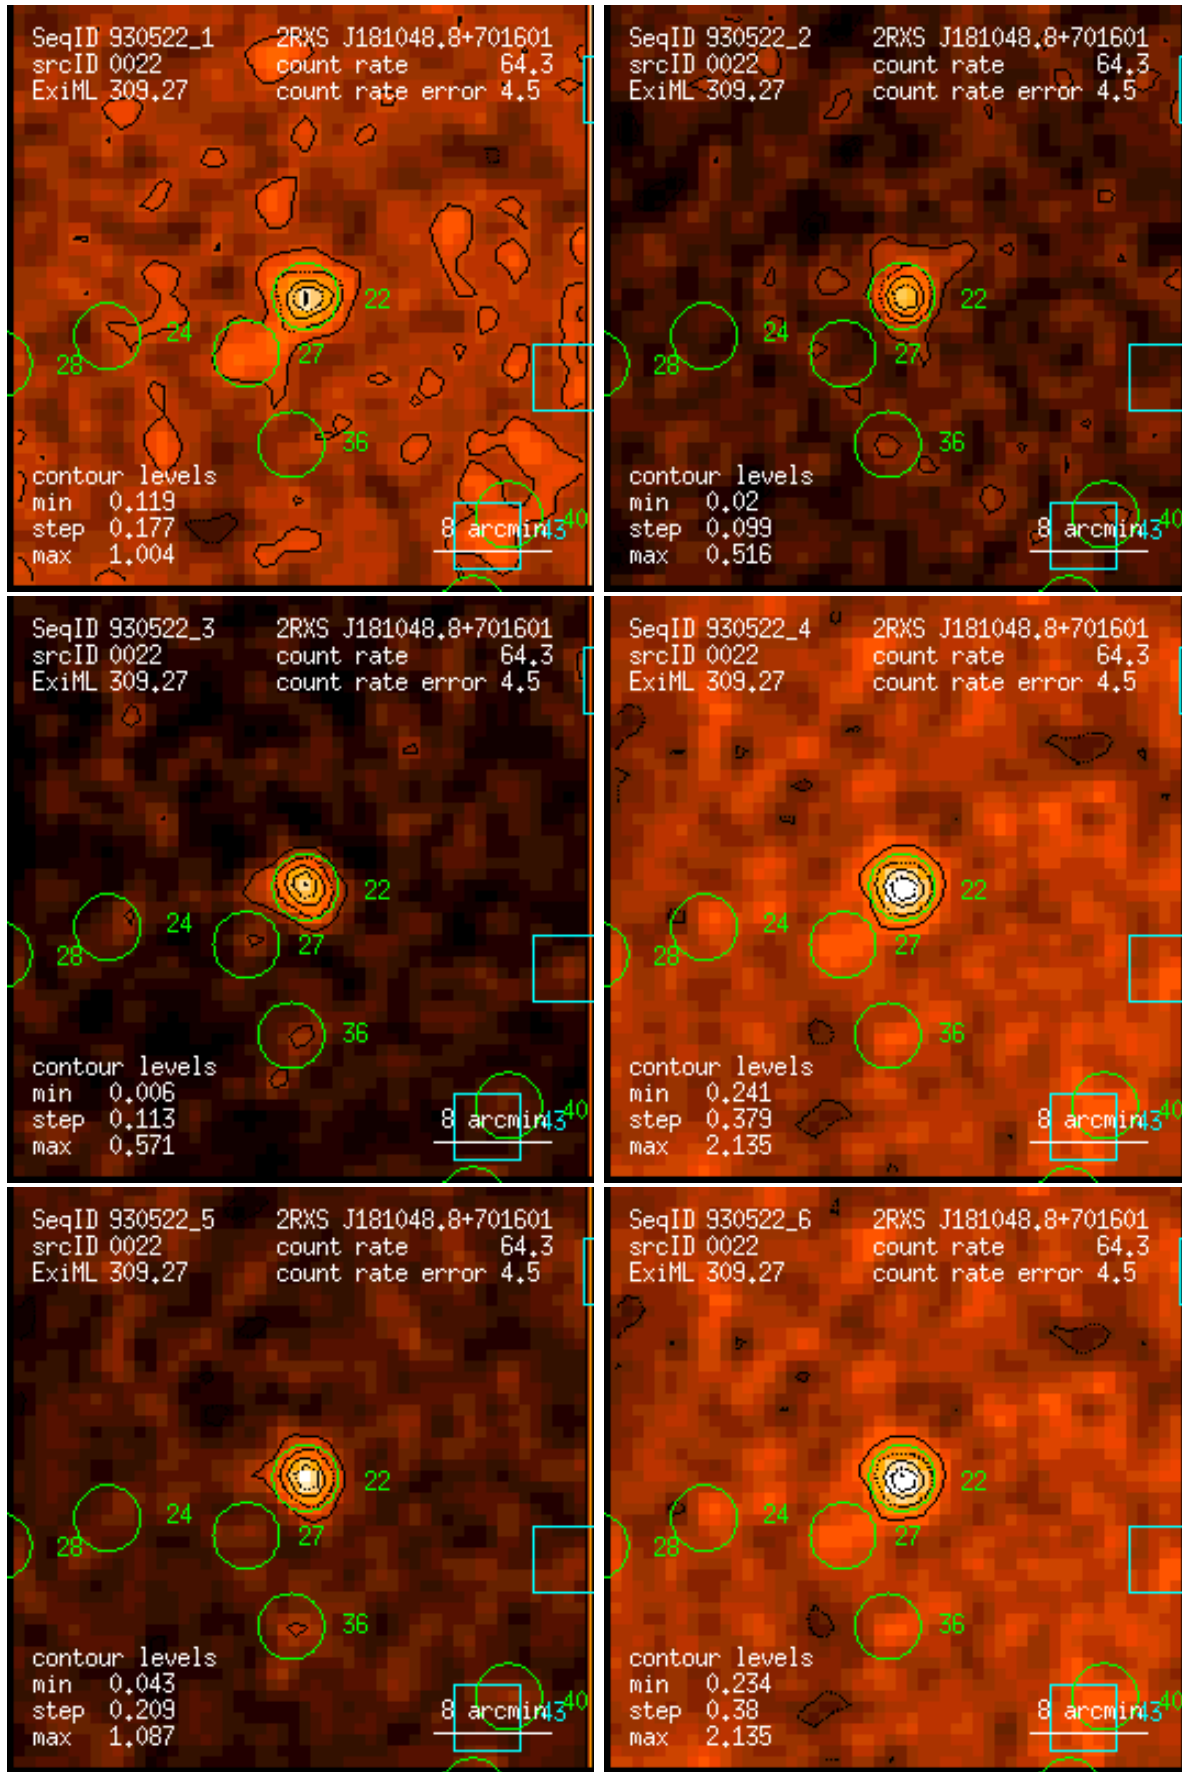 SeqID 930522_1 2RXS J181048.8+701601
srcID 0022 count rate 64.3
ExiML 309.27 count rate error 4.5
22
24
27
28
36
contour levels
min 0.119
step 0.177
max 1.004
8 arcmin 43 40
SeqID 930522_2 2RXS J181048.8+701601
srcID 0022 count rate 64.3
ExiML 309.27 count rate error 4.5
22
24
27
28
36
contour levels
min 0.02
step 0.099
max 0.516
8 arcmin 43 40
SeqID 930522_3 2RXS J181048.8+701601
srcID 0022 count rate 64.3
ExiML 309.27 count rate error 4.5
22
24
27
28
36
contour levels
min 0.006
step 0.113
max 0.571
8 arcmin 43 40
SeqID 930522_4 2RXS J181048.8+701601
srcID 0022 count rate 64.3
ExiML 309.27 count rate error 4.5
22
24
27
28
36
contour levels
min 0.241
step 0.379
max 2.135
8 arcmin 43 40
SeqID 930522_5 2RXS J181048.8+701601
srcID 0022 count rate 64.3
ExiML 309.27 count rate error 4.5
22
24
27
28
36
contour levels
min 0.043
step 0.209
max 1.087
8 arcmin 43 40
SeqID 930522_6 2RXS J181048.8+701601
srcID 0022 count rate 64.3
ExiML 309.27 count rate error 4.5
22
24
27
28
36
contour levels
min 0.234
step 0.38
max 2.135
8 arcmin 43 40